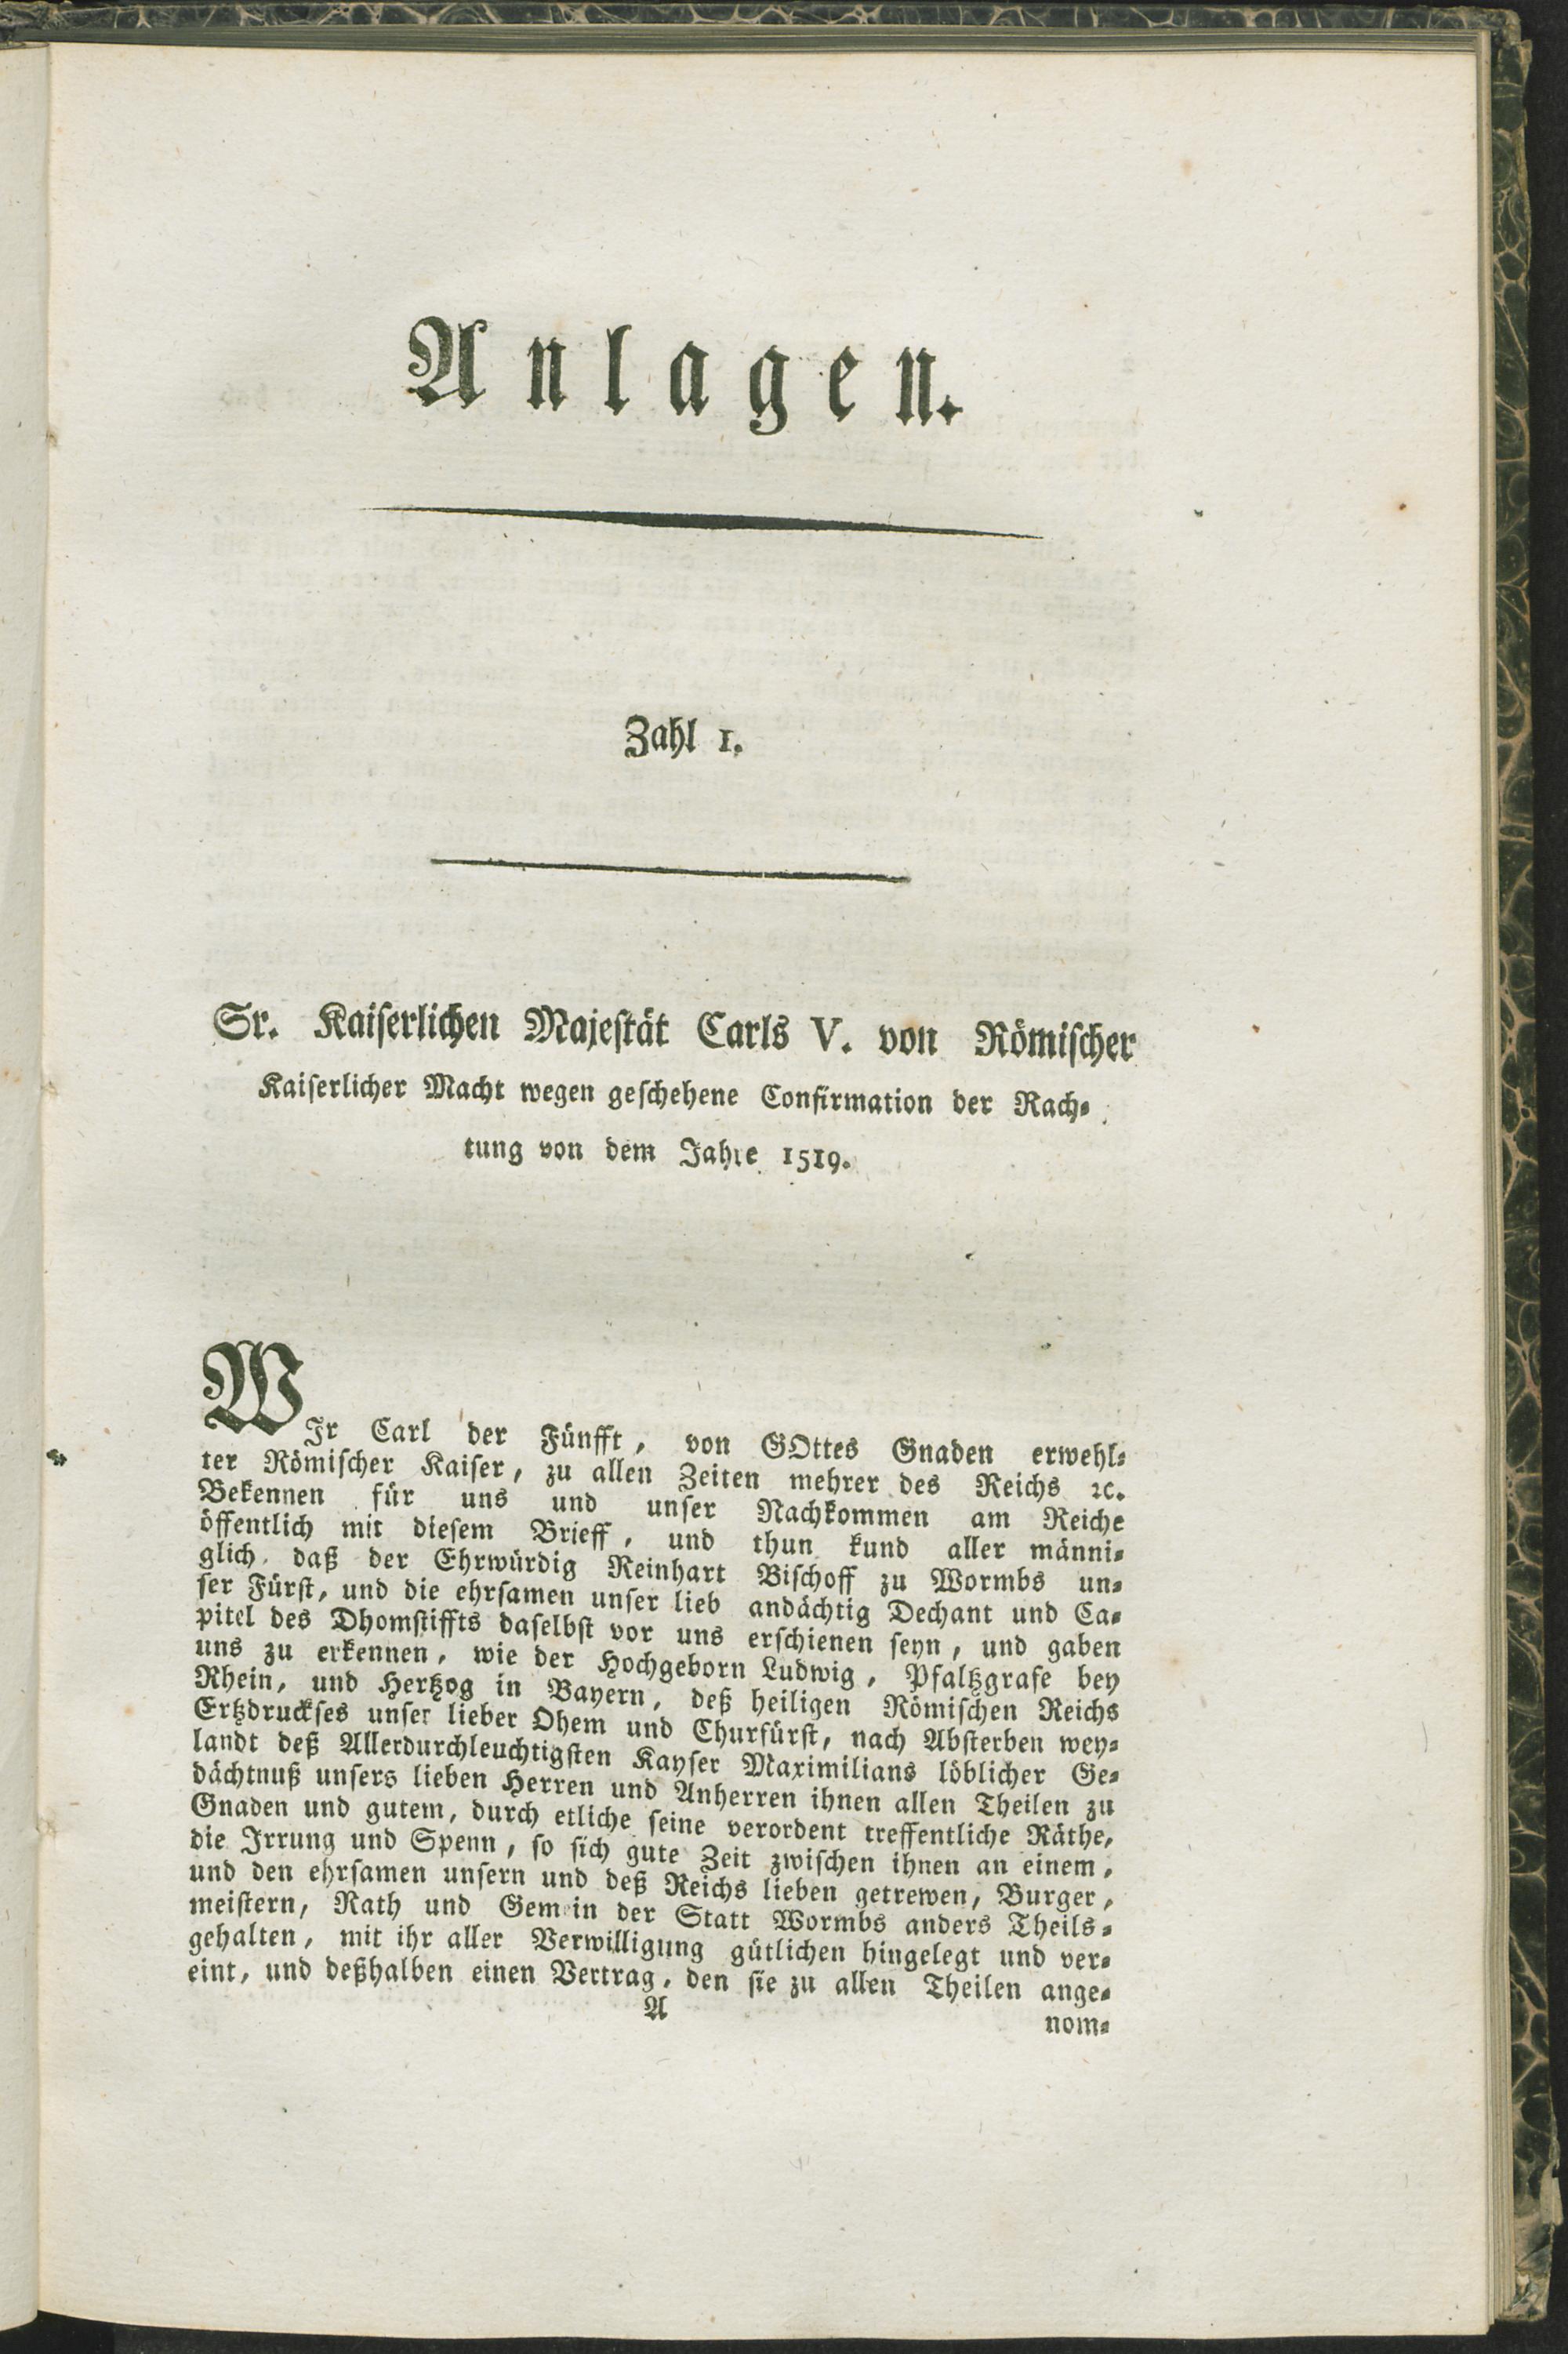 Anlagen.
Zahl 1.
Sr. Kaiserlichen Majestät Carls V. von Römischer
Kaiserlicher Macht wegen geschehene Confirmation der Rach-
tung von dem Jahre 1519.
WIr Carl der Fünfft, von GOttes Gnaden erwehl-
ter Römischer Kaiser, zu allen Zeiten mehrer des Reichs ꝛc.
Bekennen für uns und unser Nachkommen am Reiche
öffentlich mit diesem Brieff, und thun kund aller männi-
glich, daß der Ehrwürdig Reinhart Bischoff zu Wormbs un-
ser Fürst, und die ehrsamen unser lieb andächtig Dechant und Ca-
pitel des Dhomstiffts daselbst vor uns erschienen seyn, und gaben
uns zu erkennen, wie der Hochgeborn Ludwig, Pfaltzgrafe bey
Rhein, und Hertzog in Bayern, deß heiligen Römischen Reichs
Ertzdruckses unser lieber Ohem und Churfürst, nach Absterben wey-
landt deß Allerdurchleuchtigsten Kayser Maximilians löblicher Ge-
dächtnuß unsers lieben Herren und Anherren ihnen allen Theilen zu
Gnaden und gutem, durch etliche seine verordent treffentliche Räthe,
die Irrung und Spenn, so sich gute Zeit zwischen ihnen an einem,
und den ehrsamen unsern und deß Reichs lieben getrewen, Burger,
meistern, Rath und Gemein der Statt Wormbs anders Theils-
gehalten, mit ihr aller Verwilligung gütlichen hingelegt und ver-
eint, und deßhalben einen Vertrag, den sie zu allen Theilen ange-
A
nom-